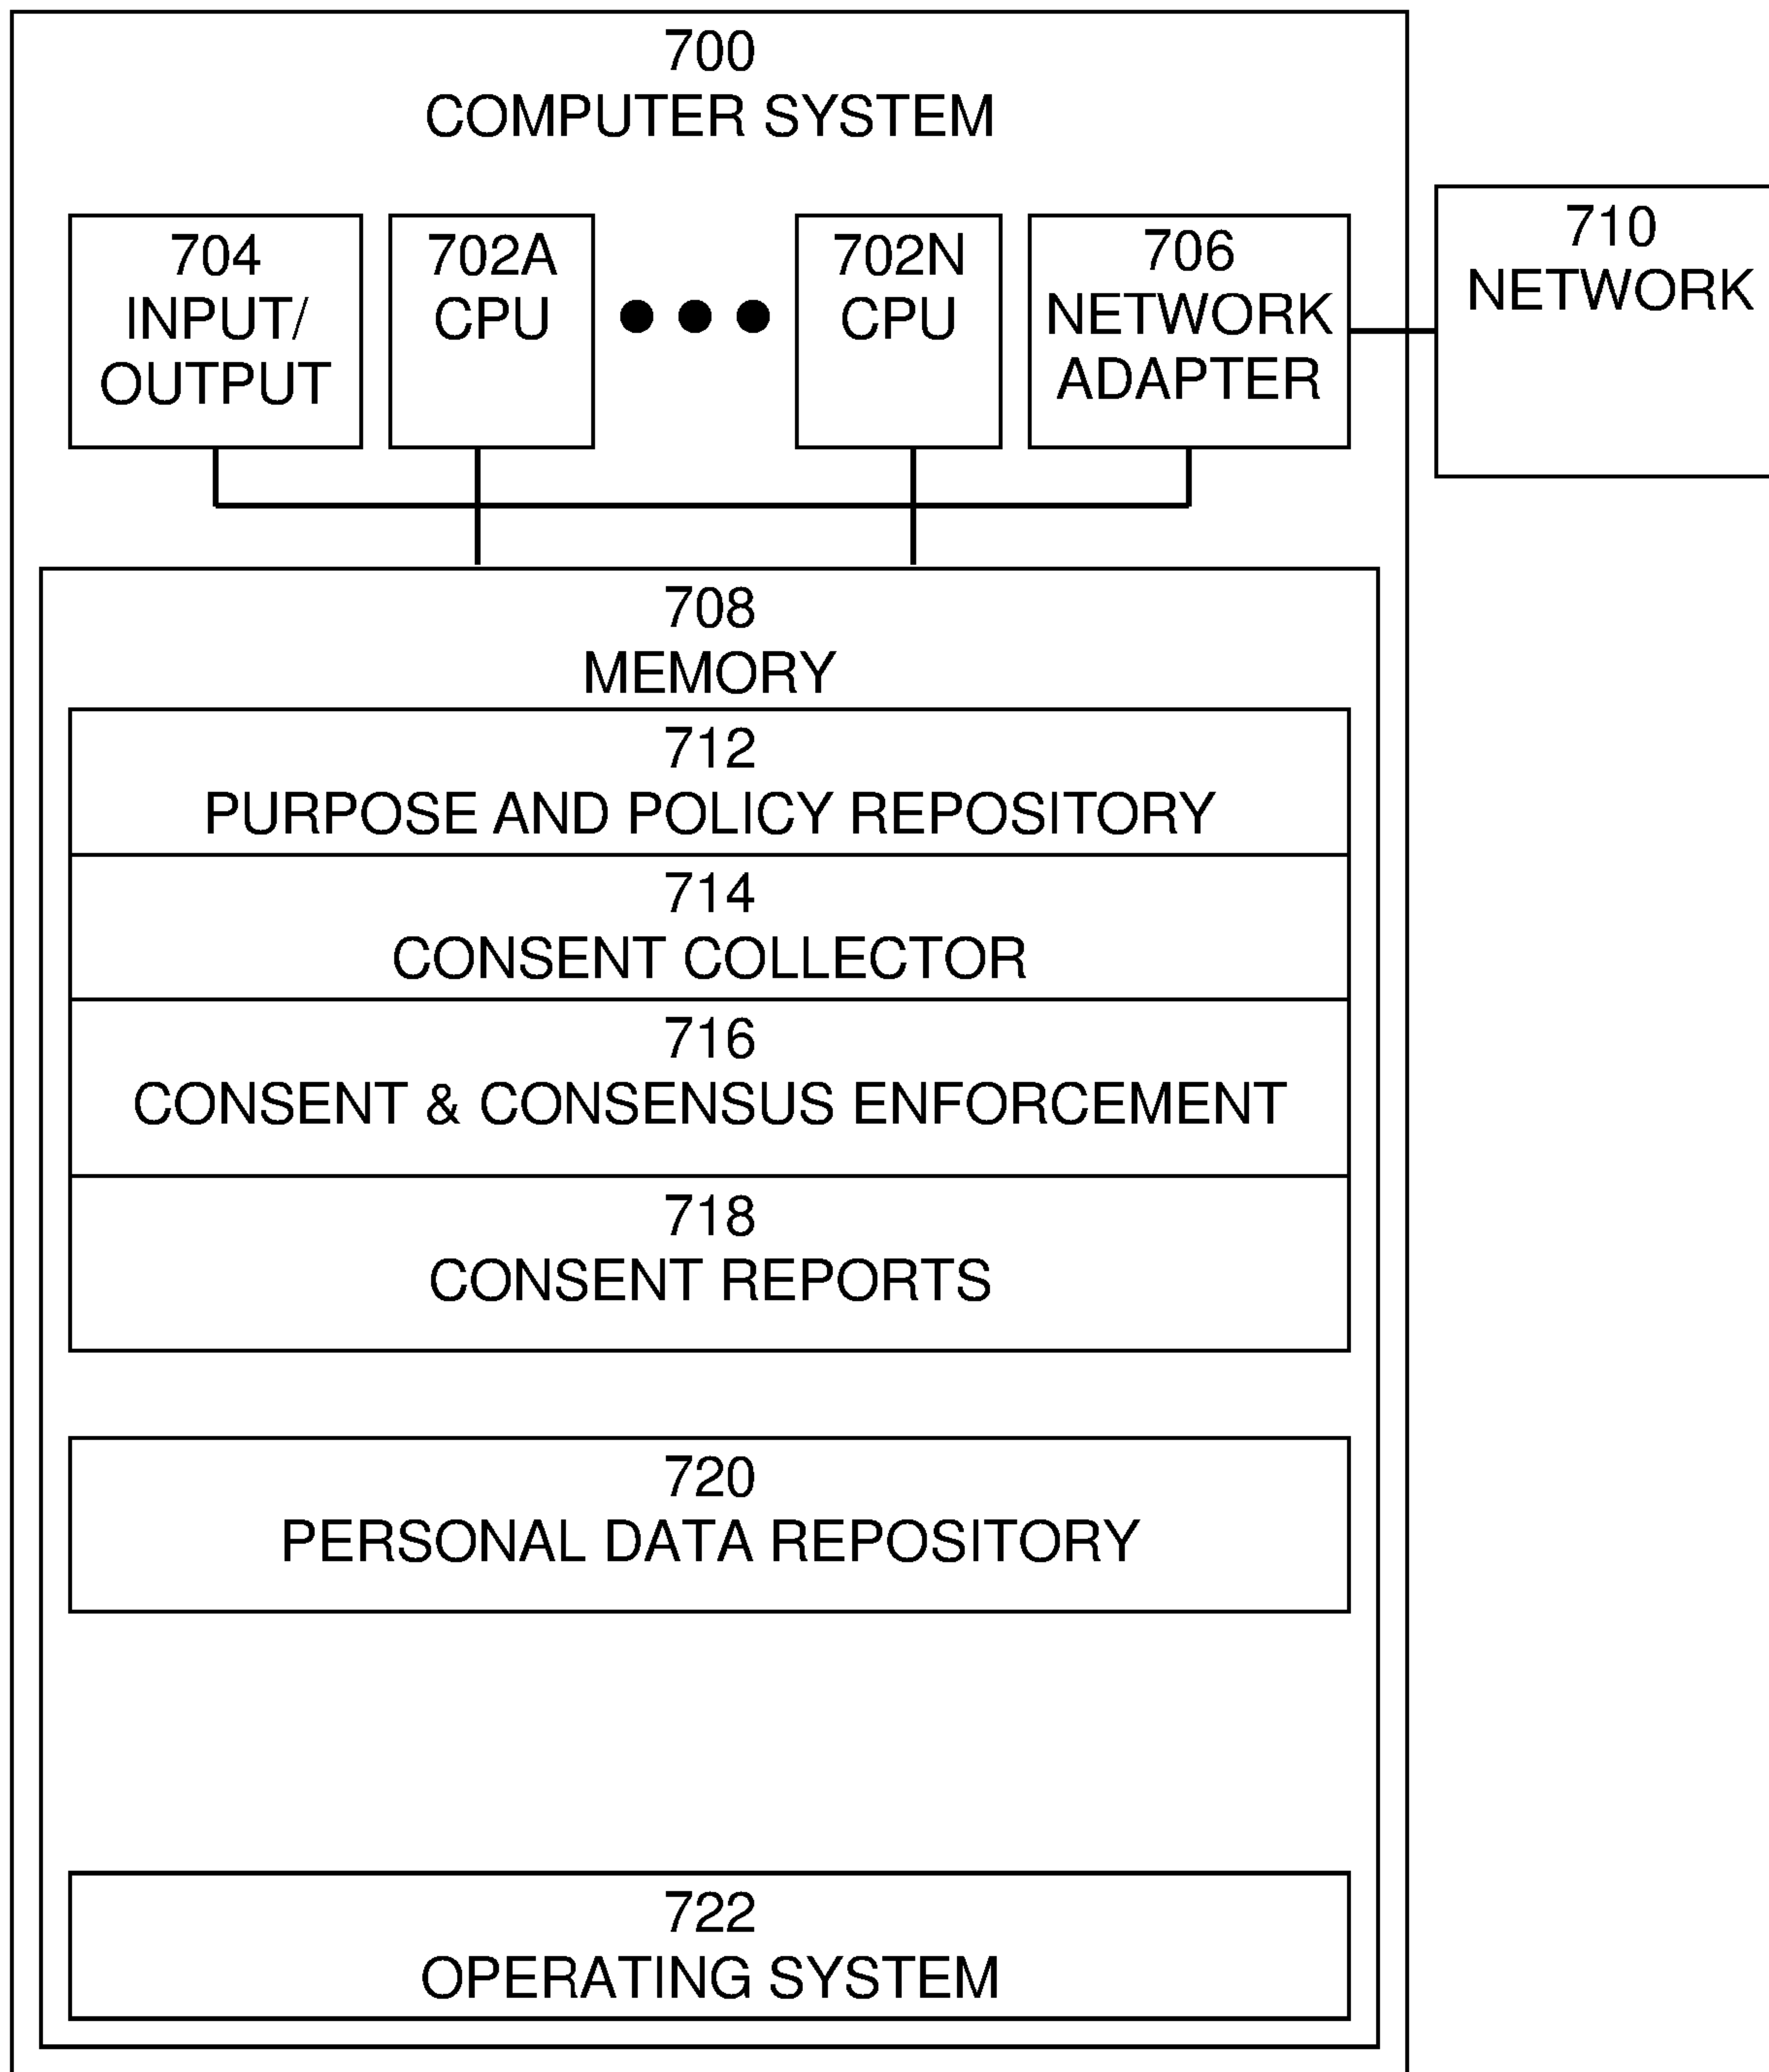 700
COMPUTER SYSTEM
704
INPUT/
OUTPUT
702A
CPU
702N
CPU
706
NETWORK
ADAPTER
710
NETWORK
708
MEMORY
712
PURPOSE AND POLICY REPOSITORY
714
CONSENT COLLECTOR
716
CONSENT & CONSENSUS ENFORCEMENT
718
CONSENT REPORTS
720
PERSONAL DATA REPOSITORY
722
OPERATING SYSTEM